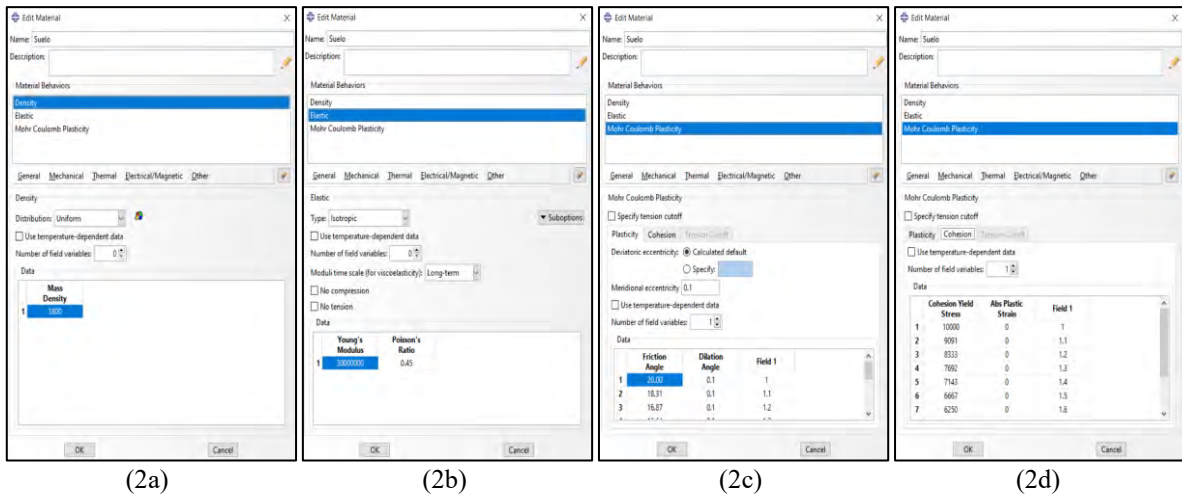 Edit Material
X
Name: Suelo
Description:
Material Behaviors
Density
Elastic
Mohr Coulomb Plasticity
General Mechanical Thermal Electrical/Magnetic Other
Density
Distribution: Uniform
Use temperature-dependent data
Number of field variables: 0
Data
Mass
Density
1 1800
OK Cancel
(2a)
Edit Material
X
Name: Suelo
Description:
Material Behaviors
Density
Elastic
Mohr Coulomb Plasticity
General Mechanical Thermal Electrical/Magnetic Other
Elastic
Type: Isotropic Suboptions
Use temperature-dependent data
Number of field variables: 0
Moduli time scale (for viscoelasticity): Long-term
No compression
No tension
Data
Young's Poisson's
Modulus Ratio
1 30000000 0.45
OK Cancel
(2b)
Edit Material
X
Name: Suelo
Description:
Material Behaviors
Density
Elastic
Mohr Coulomb Plasticity
General Mechanical Thermal Electrical/Magnetic Other
Mohr Coulomb Plasticity
Specify tension cutoff
Plasticity Cohesion Tension Cutoff
Deviatoric eccentricity: Calculated default
Specify:
Meridional eccentricity 0.1
Use temperature-dependent data
Number of field variables: 1
Data
Friction Dilation Field 1
Angle Angle
1 20.00 0.1 1
2 18.31 0.1 1.1
3 16.87 0.1 1.2
OK Cancel
(2c)
Edit Material
X
Name: Suelo
Description:
Material Behaviors
Density
Elastic
Mohr Coulomb Plasticity
General Mechanical Thermal Electrical/Magnetic Other
Mohr Coulomb Plasticity
Specify tension cutoff
Plasticity Cohesion Tension Cutoff
Use temperature-dependent data
Number of field variables: 1
Data
Cohesion Yield Abs Plastic Field 1
Stress Strain
1 10000 0 1
2 9091 0 1.1
3 8333 0 1.2
4 7692 0 1.3
5 7143 0 1.4
6 6667 0 1.5
7 6250 0 1.6
OK Cancel
(2d)